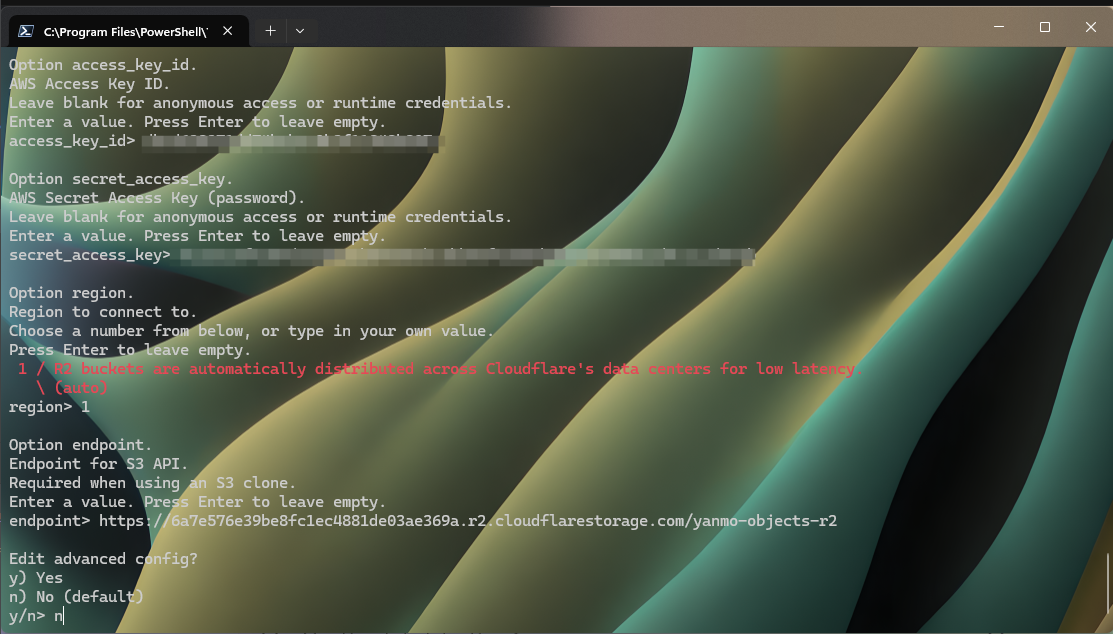 C:\Program Files\PowerShell\
Option access_key_id.
AWS Access Key ID.
Leave blank for anonymous access or runtime credentials.
Enter a value. Press Enter to leave empty.
access_key_id>
Option secret_access_key.
AWS Secret Access Key (password).
Leave blank for anonymous access or runtime credentials.
Enter a value. Press Enter to leave empty.
secret_access_key>
Option region.
Region to connect to.
Choose a number from below, or type in your own value.
Press Enter to leave empty.
1 / R2 buckets are automatically distributed across Cloudflare's data centers for low latency.
\ (auto)
region> 1
Option endpoint.
Endpoint for S3 API.
Required when using an S3 clone.
Enter a value. Press Enter to leave empty.
endpoint> https://6a7e576e39be8fc1ec4881de03ae369a.r2.cloudflarestorage.com/yanmo-objects-r2
Edit advanced config?
y) Yes
n) No (default)
y/n> n